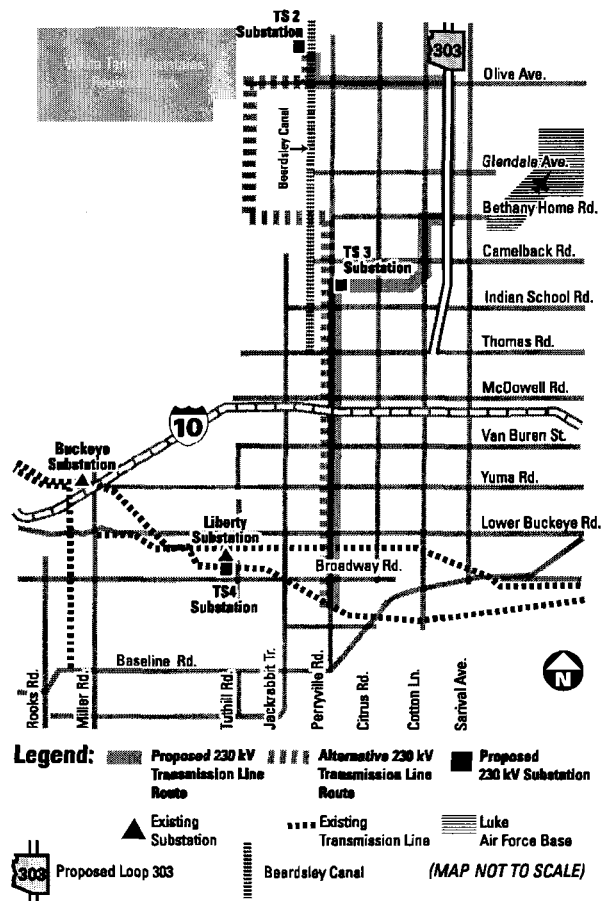 TS 2
Substation
303
Olive Ave.
Beardsley Canal
Glendale Ave.
Bethany Home Rd.
Camelback Rd.
TS 3
Substation
Indian School Rd.
Thomas Rd.
McDowell Rd.
10
Van Buren St.
Buckeye
Substation
Yuma Rd.
Lower Buckeye Rd.
Liberty
Substation
Broadway Rd.
TS4
Substation
Baseline Rd.
Rooks Rd.
Miller Rd.
Tuthill Rd.
Jackrabbit Tr.
Perryville Rd.
Citrus Rd.
Cotton Ln.
Sarival Ave.
N
Legend:
Proposed 230 kV
Transmission Line
Route
Alternative 230 kV
Transmission Line
Route
Proposed
230 kV Substation
Existing
Substation
Existing
Transmission Line
Luke
Air Force Base
303
Proposed Loop 303
Beardsley Canal
(MAP NOT TO SCALE)